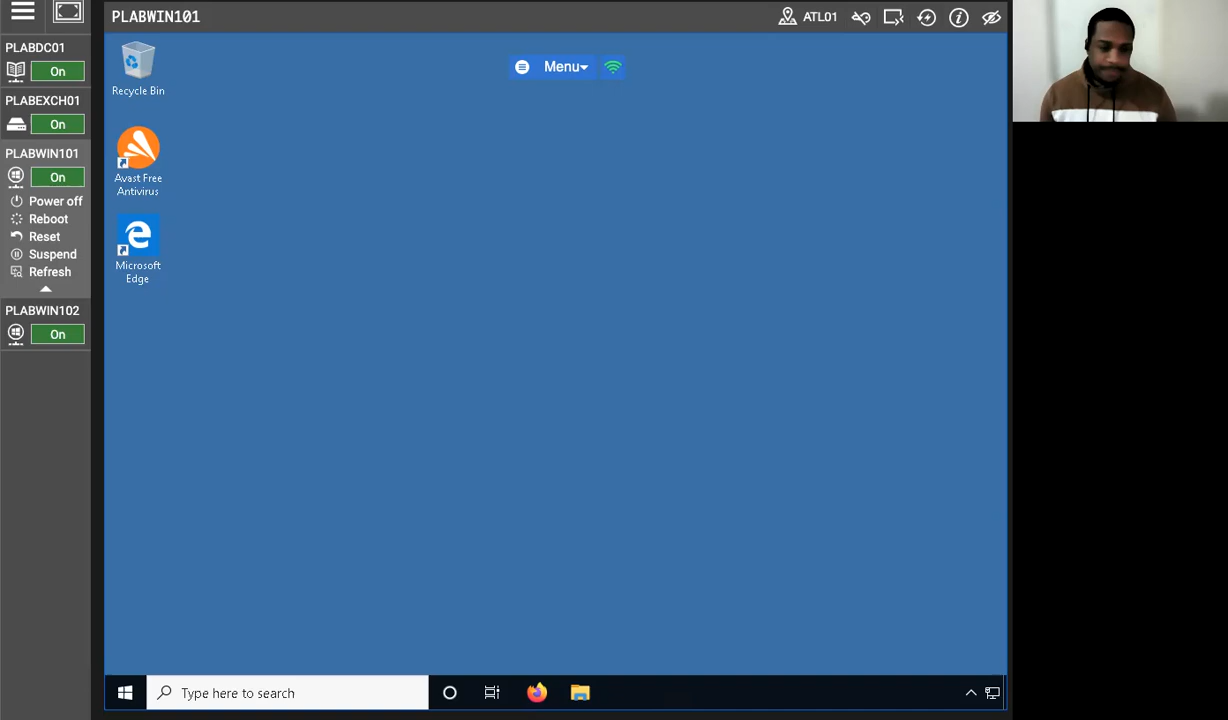 PLABDC01
On
PLABEXCH01
On
PLABWIN101
On
Power off
Reboot
Reset
Suspend
Refresh
PLABWIN102
On
PLABWIN101
ATL01
Menu
Recycle Bin
Avast Free
Antivirus
Microsoft
Edge
Type here to search